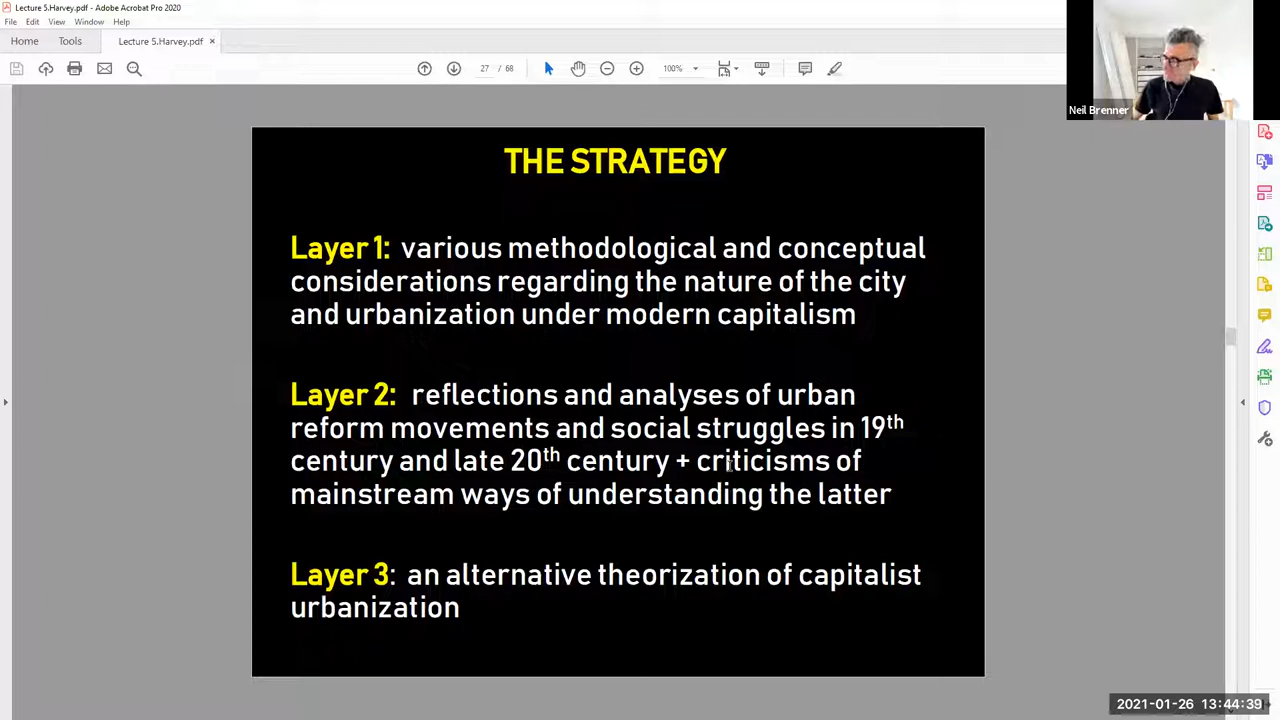 Lecture 5.Harvey.pdf - Adobe Acrobat Pro 2020
File Edit View Window Help
Home Tools Lecture 5.Harvey.pdf ×
27 / 68 100%
Neil Brenner
THE STRATEGY
Layer 1: various methodological and conceptual
considerations regarding the nature of the city
and urbanization under modern capitalism
Layer 2: reflections and analyses of urban
reform movements and social struggles in 19th
century and late 20th century + criticisms of
mainstream ways of understanding the latter
Layer 3: an alternative theorization of capitalist
urbanization
2021-01-26 13:44:39